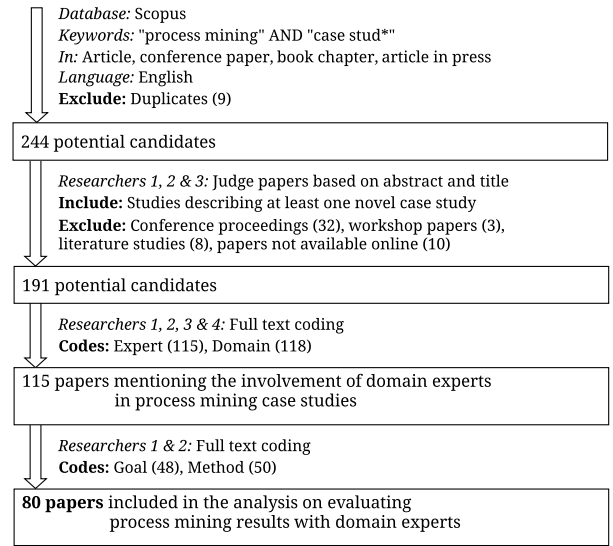 Database: Scopus
Keywords: "process mining" AND "case stud*"
In: Article, conference paper, book chapter, article in press
Language: English
Exclude: Duplicates (9)
244 potential candidates
Researchers 1, 2 & 3: Judge papers based on abstract and title
Include: Studies describing at least one novel case study
Exclude: Conference proceedings (32), workshop papers (3),
literature studies (8), papers not available online (10)
191 potential candidates
Researchers 1, 2, 3 & 4: Full text coding
Codes: Expert (115), Domain (118)
115 papers mentioning the involvement of domain experts
in process mining case studies
Researchers 1 & 2: Full text coding
Codes: Goal (48), Method (50)
80 papers included in the analysis on evaluating
process mining results with domain experts